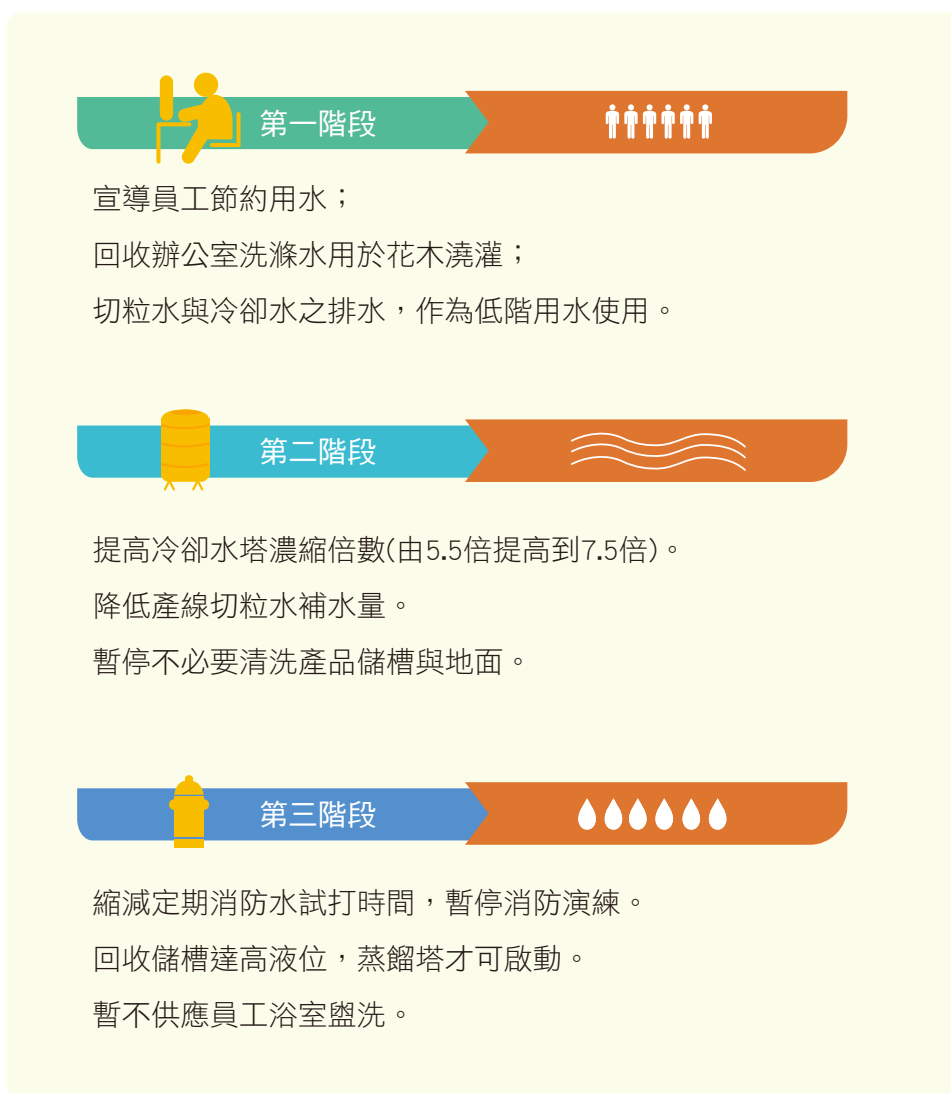 第一階段
宣導員工節約用水；
回收辦公室洗滌水用於花木澆灌；
切粒水與冷卻水之排水，作為低階用水使用。
第二階段
提高冷卻水塔濃縮倍數(由5.5倍提高到7.5倍)。
降低產線切粒水補水量。
暫停不必要清洗產品儲槽與地面。
第三階段
縮減定期消防水試打時間，暫停消防演練。
回收儲槽達高液位，蒸餾塔才可啟動。
暫不供應員工浴室盥洗。